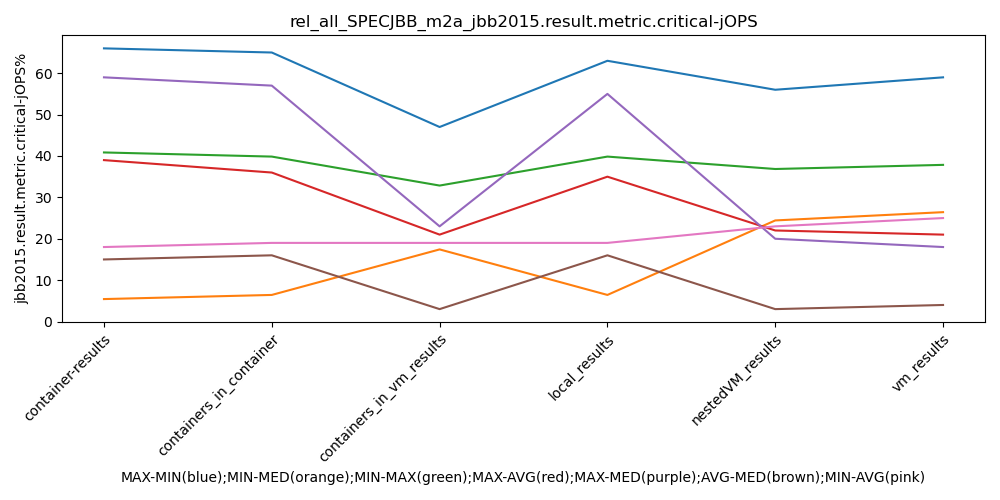 rel_all_SPECJBB_m2a_jbb2015.result.metric.critical-jOPS
jbb2015.result.metric.critical-jOPS%
60
50
40
30
20
10
0
container-results
containers_in_container
containers_in_vm_results
local_results
nestedVM_results
vm_results
MAX-MIN(blue);MIN-MED(orange);MIN-MAX(green);MAX-AVG(red);MAX-MED(purple);AVG-MED(brown);MIN-AVG(pink)